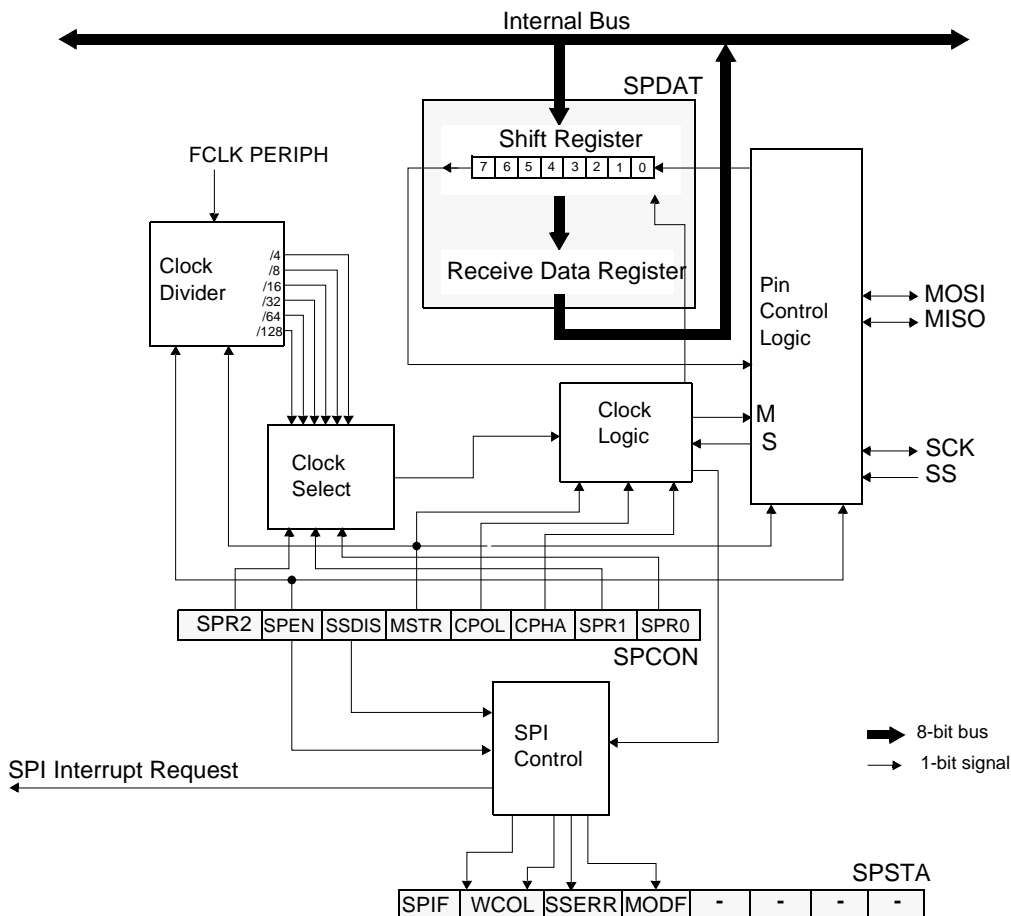 Internal Bus
SPDAT
Shift Register
7 6 5 4 3 2 1 0
FCLK PERIPH
Clock
Divider
/4
/8
/16
/32
/64
/128
Receive Data Register
Pin
Control
Logic
MOSI
MISO
Clock
Logic
M
S
SCK
SS
Clock
Select
SPR2 SPEN SSDIS MSTR CPOL CPHA SPR1 SPR0
SPCON
SPI
Control
8-bit bus
1-bit signal
SPI Interrupt Request
SPSTA
SPIF WCOL SSERR MODF - - - -